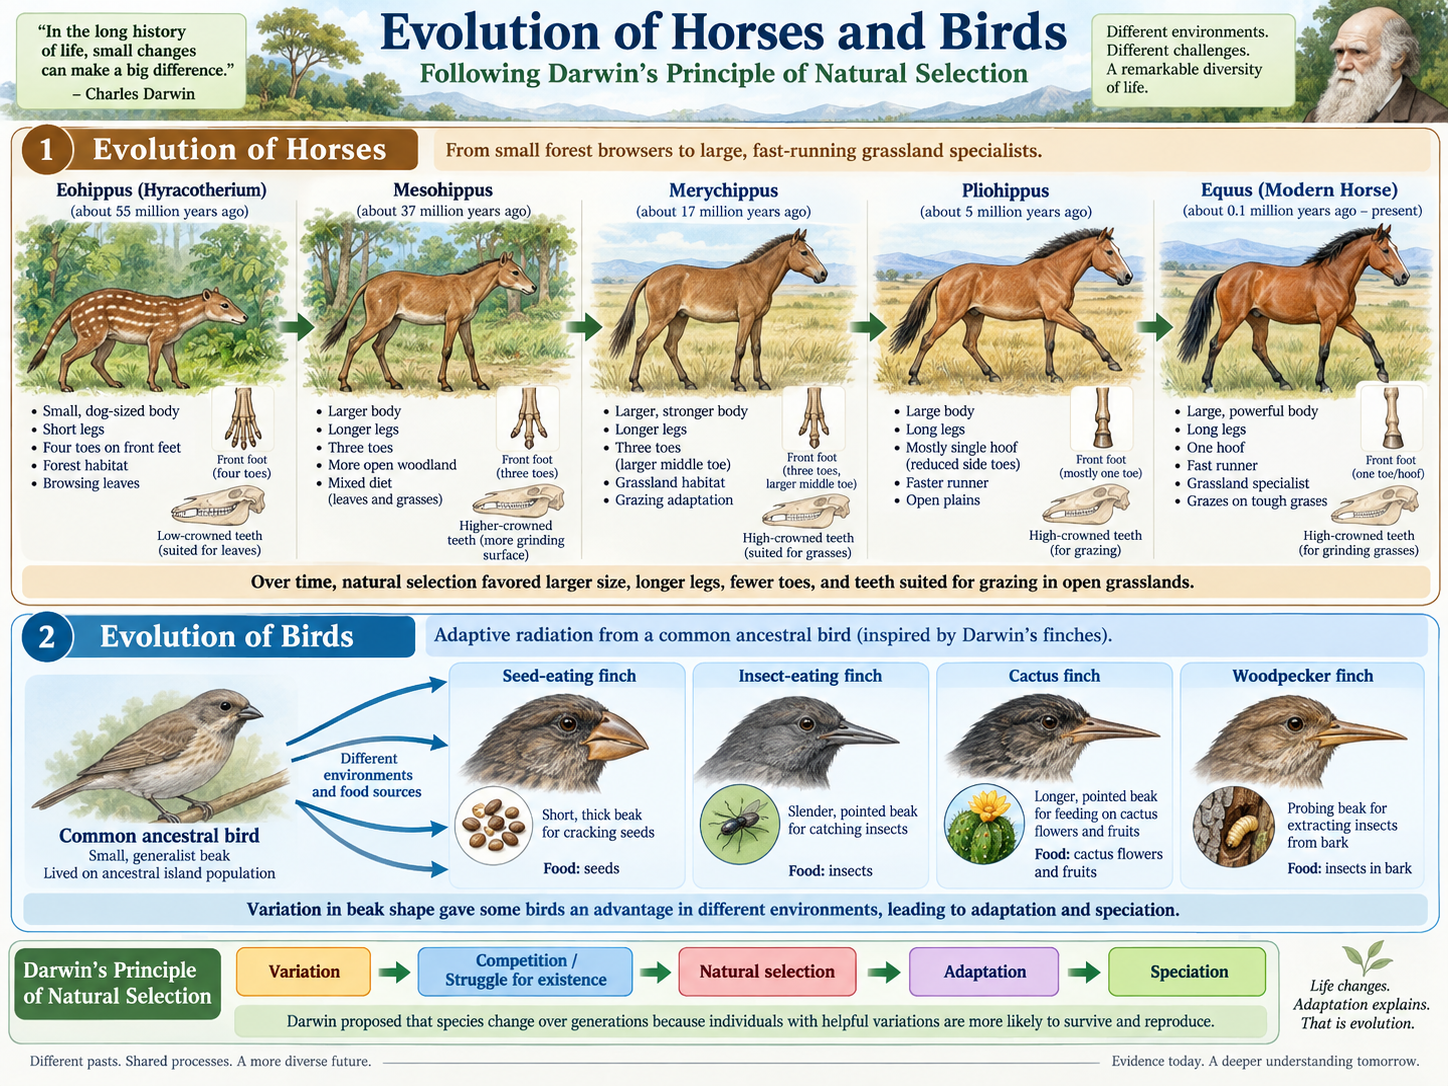 “In the long history
of life, small changes
can make a big difference.”
– Charles Darwin
Evolution of Horses and Birds
Following Darwin’s Principle of Natural Selection
Different environments.
Different challenges.
A remarkable diversity
of life.
1 Evolution of Horses
From small forest browsers to large, fast-running grassland specialists.
Eohippus (Hyracotherium)
(about 55 million years ago)
Small, dog-sized body
Short legs
Four toes on front feet
Forest habitat
Browsing leaves
Front foot
(four toes)
Low-crowned teeth
(suited for leaves)
Mesohippus
(about 37 million years ago)
Larger body
Longer legs
Three toes
More open woodland
Mixed diet
(leaves and grasses)
Front foot
(three toes)
Higher-crowned
teeth (more grinding
surface)
Merychippus
(about 17 million years ago)
Larger, stronger body
Longer legs
Three toes
(larger middle toe)
Grassland habitat
Grazing adaptation
Front foot
(three toes,
larger middle toe)
High-crowned teeth
(suited for grasses)
Pliohippus
(about 5 million years ago)
Large body
Long legs
Mostly single hoof
(reduced side toes)
Faster runner
Open plains
Front foot
(mostly one toe)
High-crowned teeth
(for grazing)
Equus (Modern Horse)
(about 0.1 million years ago – present)
Large, powerful body
Long legs
One hoof
Fast runner
Grassland specialist
Grazes on tough grases
Front foot
(one toe/hoof)
High-crowned teeth
(for grinding grasses)
Over time, natural selection favored larger size, longer legs, fewer toes, and teeth suited for grazing in open grasslands.
2 Evolution of Birds
Adaptive radiation from a common ancestral bird (inspired by Darwin’s finches).
Common ancestral bird
Small, generalist beak
Lived on ancestral island population
Different
environments
and food sources
Seed-eating finch
Short, thick beak
for cracking seeds
Food: seeds
Insect-eating finch
Slender, pointed beak
for catching insects
Food: insects
Cactus finch
Longer, pointed beak
for feeding on cactus
flowers and fruits
Food: cactus flowers
and fruits
Woodpecker finch
Probing beak for
extracting insects
from bark
Food: insects in bark
Variation in beak shape gave some birds an advantage in different environments, leading to adaptation and speciation.
Darwin’s Principle
of Natural Selection
Variation
Competition /
Struggle for existence
Natural selection
Adaptation
Speciation
Darwin proposed that species change over generations because individuals with helpful variations are more likely to survive and reproduce.
Life changes.
Adaptation explains.
That is evolution.
Different pasts. Shared processes. A more diverse future.
Evidence today. A deeper understanding tomorrow.